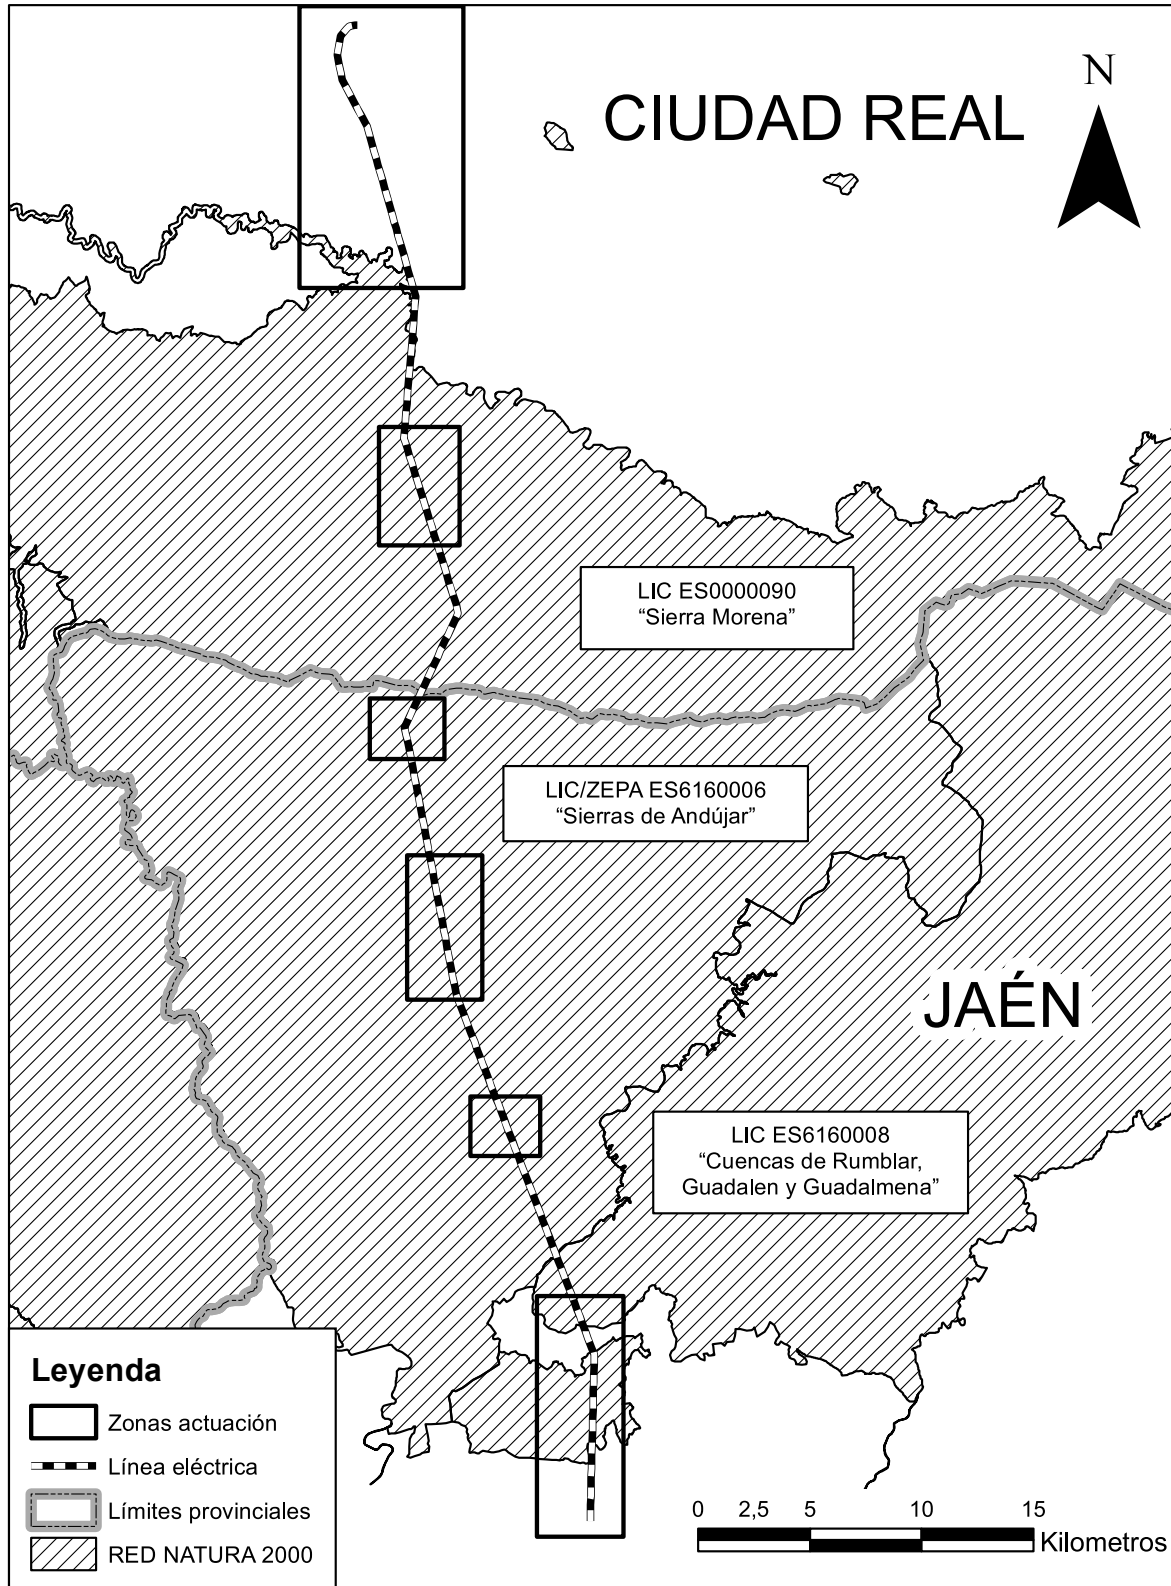 CIUDAD REAL
N
LIC ES0000090
“Sierra Morena”
LIC/ZEPA ES6160006
“Sierras de Andújar”
JAÉN
LIC ES6160008
“Cuencas de Rumblar,
Guadalen y Guadalmena”
Leyenda
Zonas actuación
Línea eléctrica
Límites provinciales
RED NATURA 2000
0 2,5 5 10 15
Kilometros